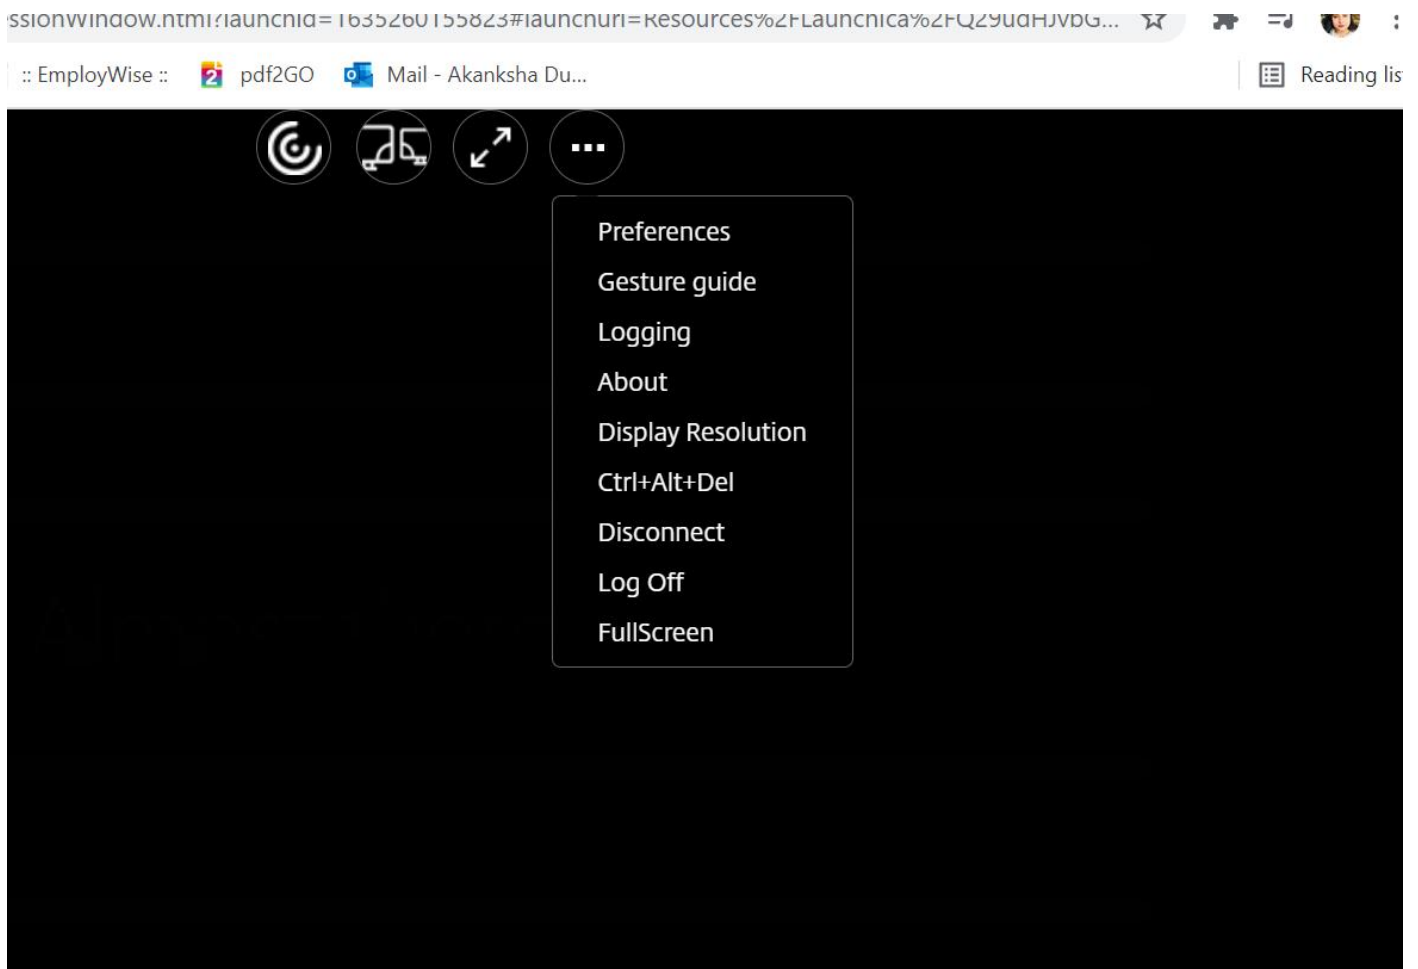 ssionWindow.html?launchid=1635260155823#launchurl=Resources%2FLaunchIca%2FQ29udHJvbG...
:: EmployWise :: pdf2GO Mail - Akanksha Du... Reading lis
Preferences
Gesture guide
Logging
About
Display Resolution
Ctrl+Alt+Del
Disconnect
Log Off
FullScreen